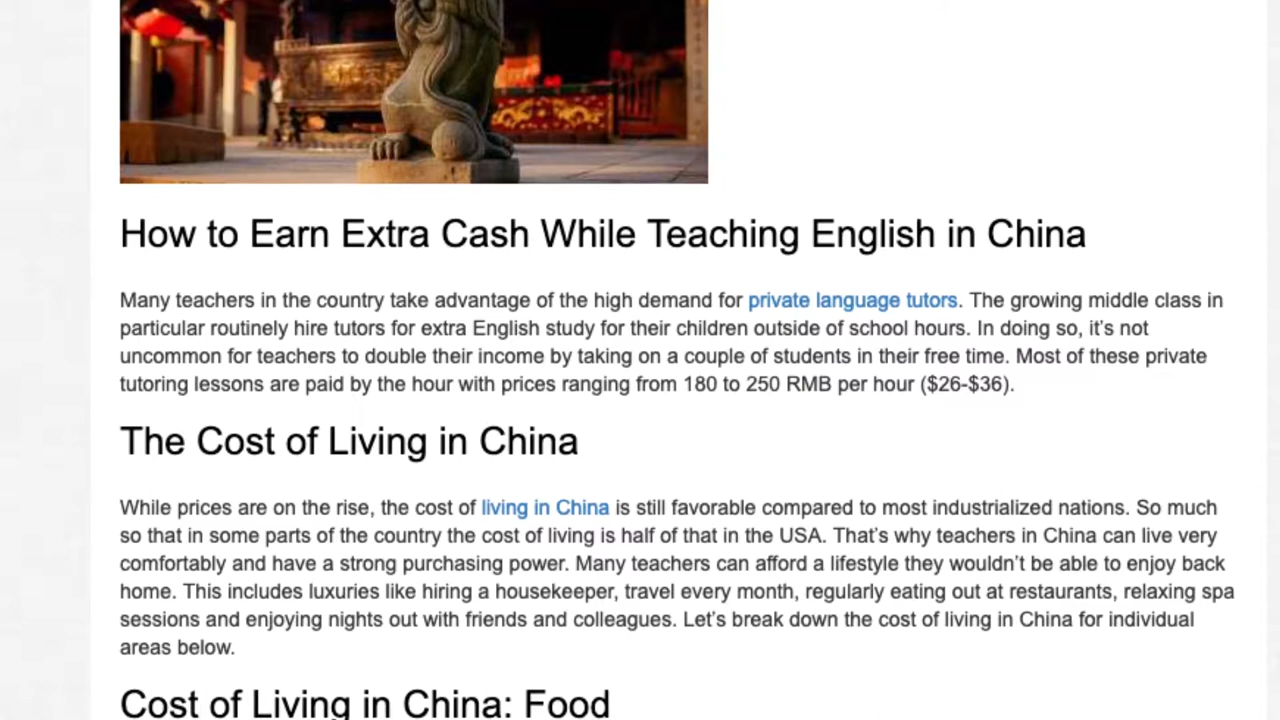 How to Earn Extra Cash While Teaching English in China
Many teachers in the country take advantage of the high demand for private language tutors. The growing middle class in
particular routinely hire tutors for extra English study for their children outside of school hours. In doing so, it’s not
uncommon for teachers to double their income by taking on a couple of students in their free time. Most of these private
tutoring lessons are paid by the hour with prices ranging from 180 to 250 RMB per hour ($26-$36).
The Cost of Living in China
While prices are on the rise, the cost of living in China is still favorable compared to most industrialized nations. So much
so that in some parts of the country the cost of living is half of that in the USA. That’s why teachers in China can live very
comfortably and have a strong purchasing power. Many teachers can afford a lifestyle they wouldn’t be able to enjoy back
home. This includes luxuries like hiring a housekeeper, travel every month, regularly eating out at restaurants, relaxing spa
sessions and enjoying nights out with friends and colleagues. Let’s break down the cost of living in China for individual
areas below.
Cost of Living in China: Food